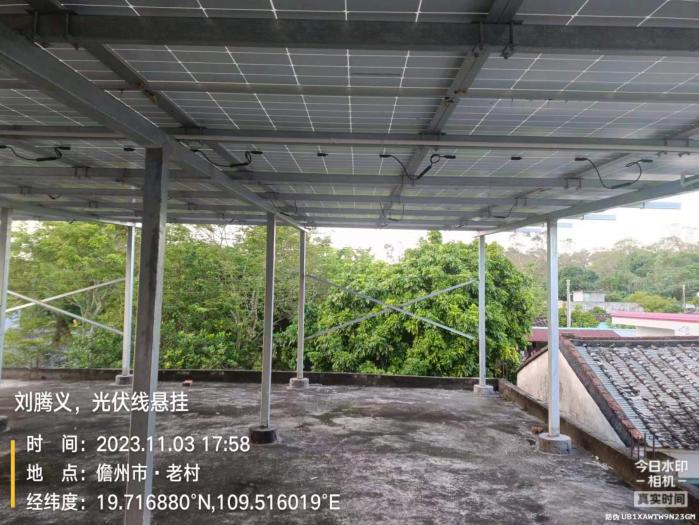 刘腾义，光伏线悬挂
时 间：2023.11.03 17:58
地 点：儋州市·老村
经纬度：19.716880°N,109.516019°E
今日水印
-相机-
真实时间
防伪 UB1XAWTW9N23GM